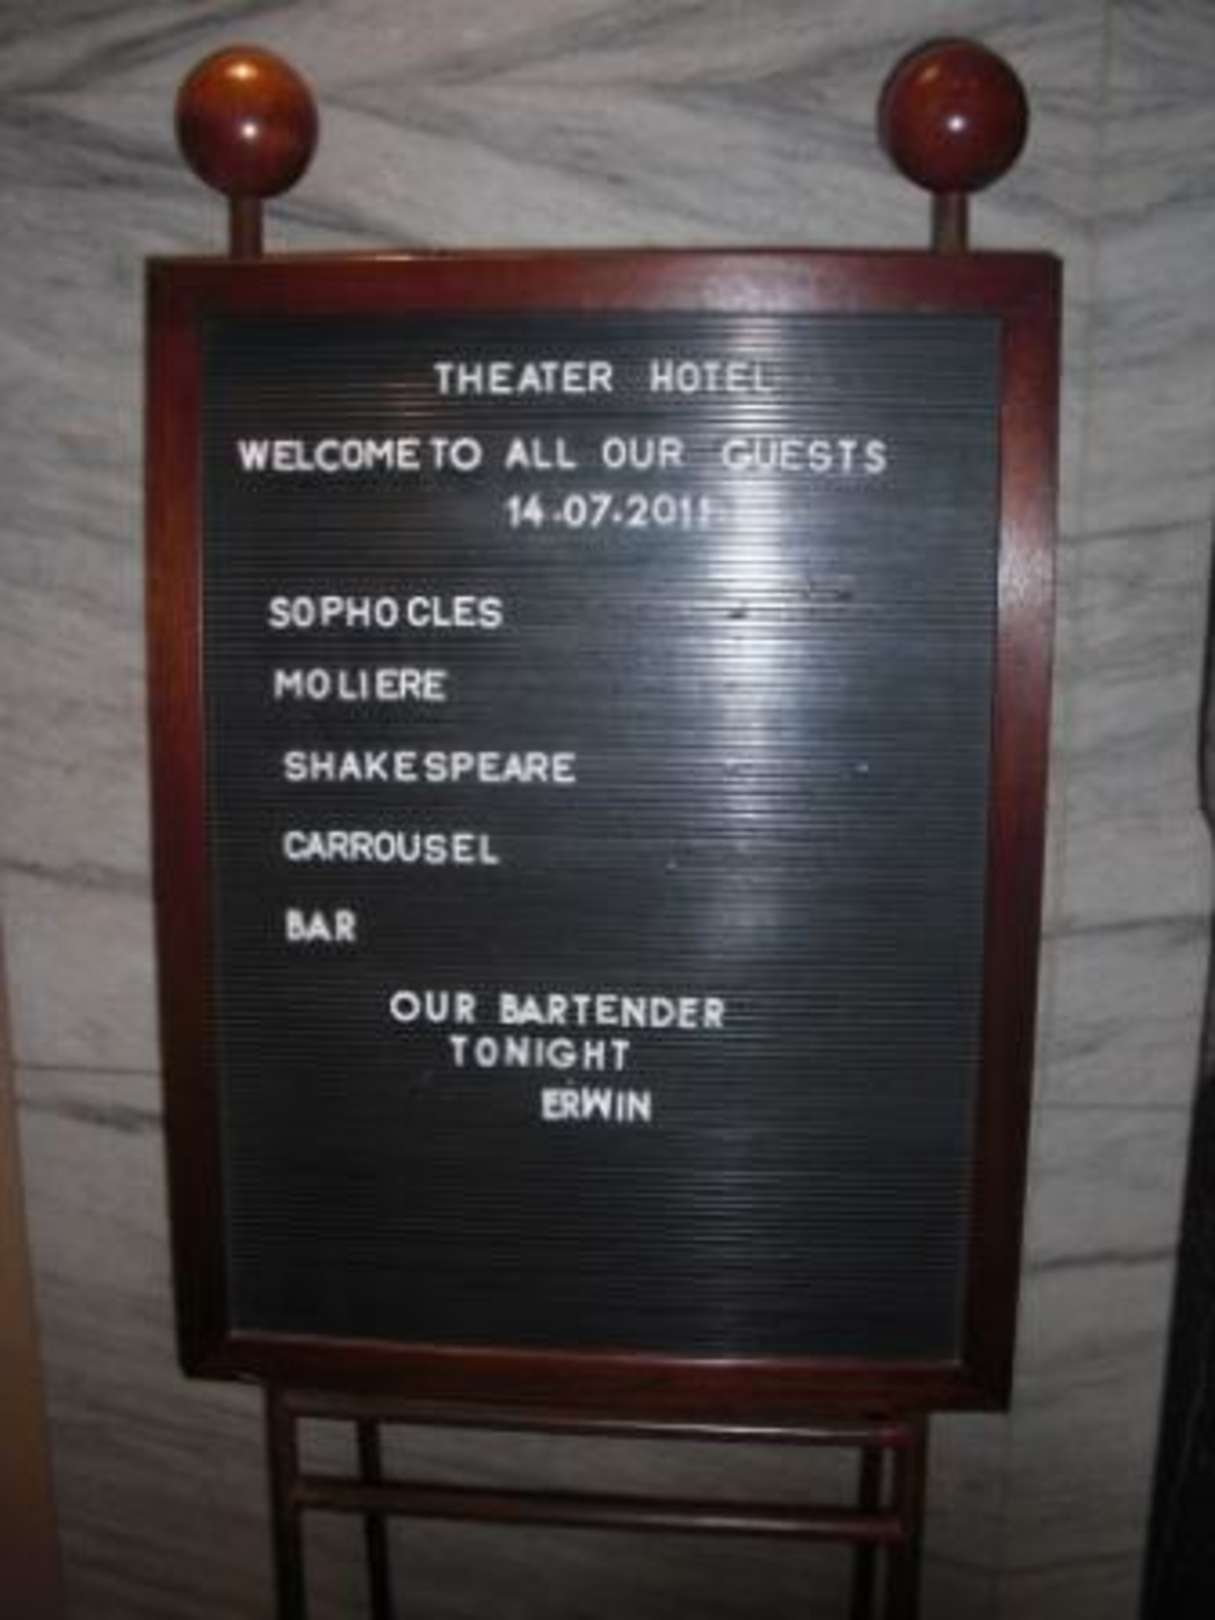 THEATER HOTEL
WELCOME TO ALL OUR GUESTS
14.07.2011
SOPHOCLES
MOLIERE
SHAKESPEARE
CARROUSEL
BAR
OUR BARTENDER
TONIGHT
ERWIN